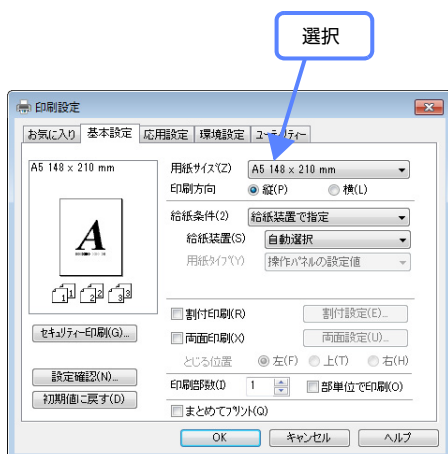 選択
印刷設定
お気に入り 基本設定 応用設定 環境設定 ユーティリティー
A5 148 x 210 mm
用紙サイズ(Z) A5 148 x 210 mm
印刷方向 縦(P) 横(L)
給紙条件(2) 給紙装置で指定
給紙装置(S) 自動選択
用紙タイプ(Y) 操作パネルの設定値
A
1 1 2 2 3 3
割付印刷(R) 割付設定(E)...
セキュリティー印刷(G)...
両面印刷(X) 両面設定(U)...
とじる位置 左(F) 上(T) 右(H)
設定確認(N)...
印刷部数(I) 1 部単位で印刷(O)
初期値に戻す(D)
まとめてプリント(Q)
OK キャンセル ヘルプ